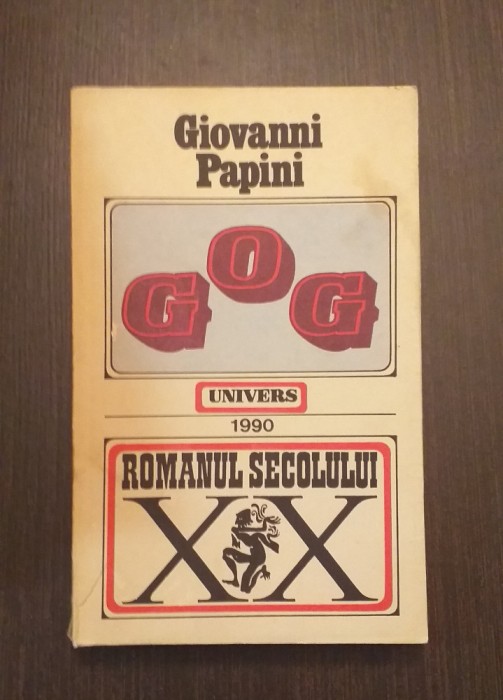 Giovanni
Papini
GOG
UNIVERS
1990
ROMANUL SECOLULUI
XX